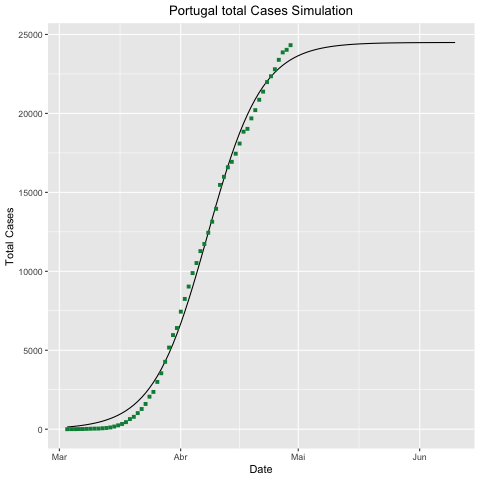 Portugal total Cases Simulation
25000
20000
15000
10000
5000
0
Total Cases
Mar Abr Mai Jun
Date